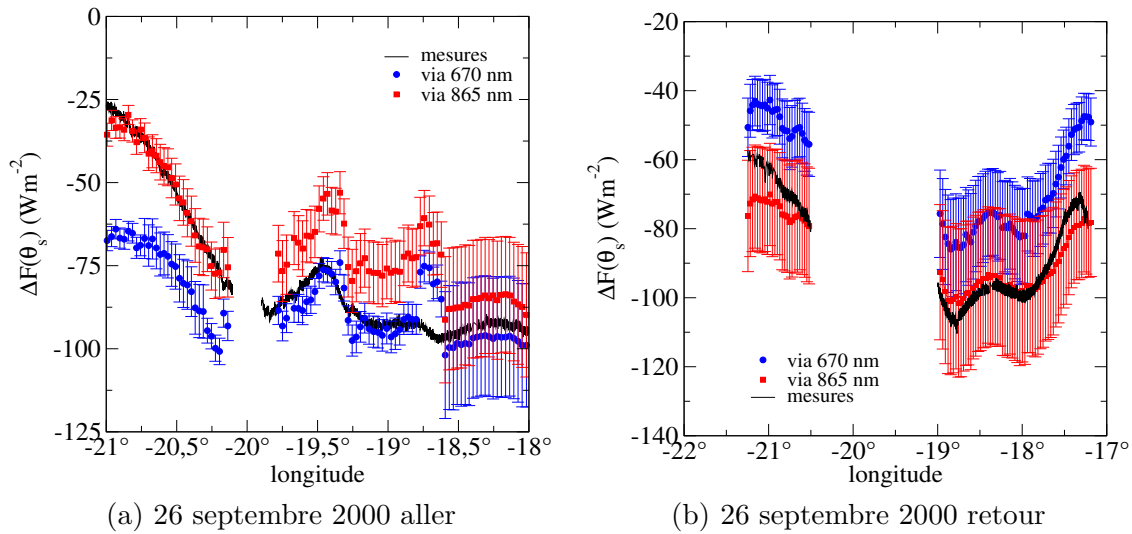 0
-25
-50
-75
-100
-125
ΔF(θs) (Wm-2)
mesures
via 670 nm
via 865 nm
-21° -20,5° -20° -19,5° -19° -18,5° -18°
longitude
(a) 26 septembre 2000 aller
-20
-40
-60
-80
-100
-120
-140
ΔF(θs) (Wm-2)
via 670 nm
via 865 nm
mesures
-22° -21° -20° -19° -18° -17°
longitude
(b) 26 septembre 2000 retour